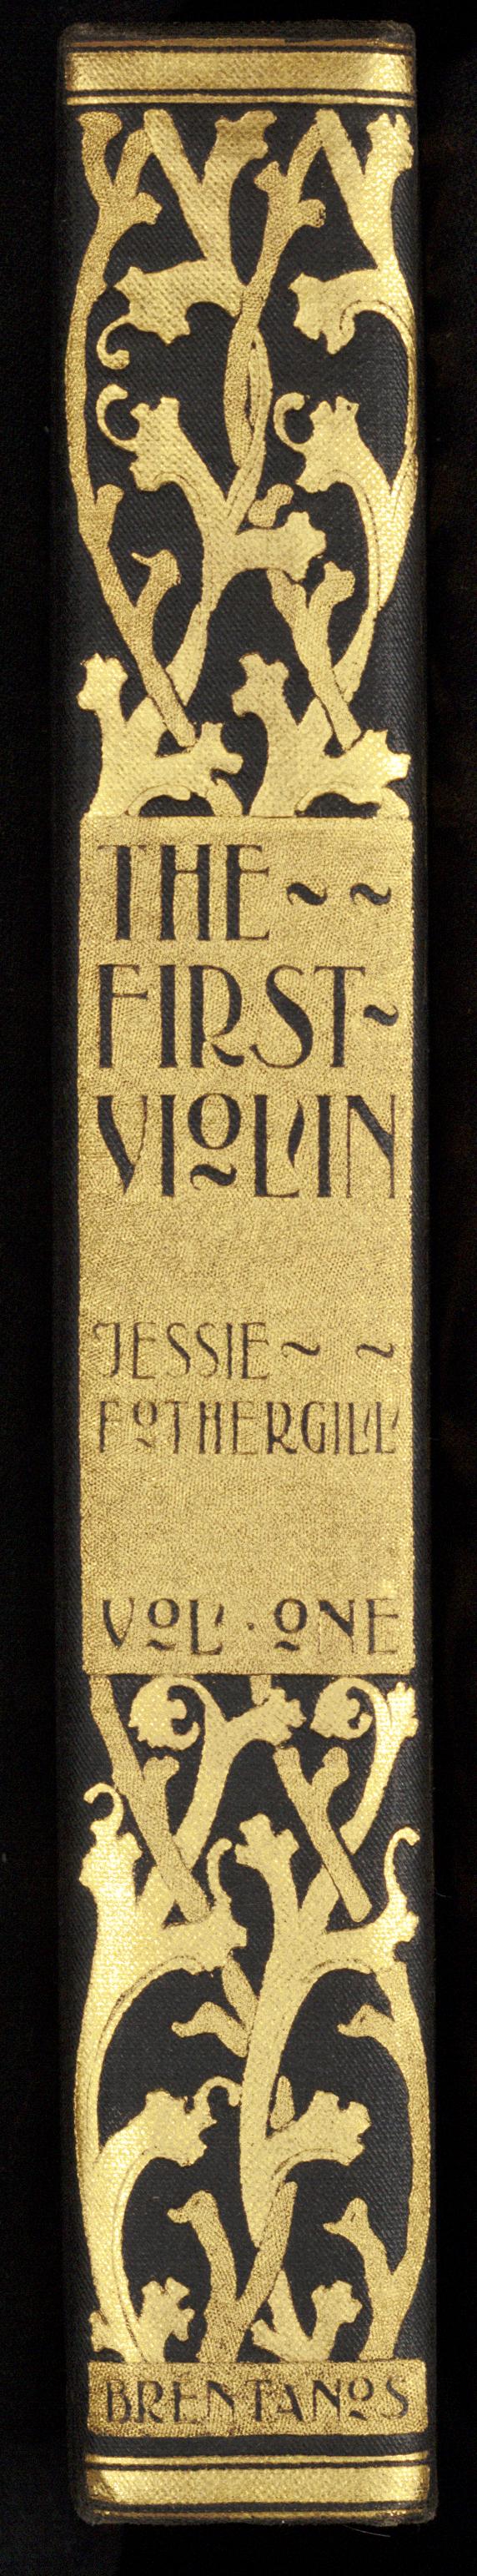 THE ~ ~
FIRST ~
VIOLIN
JESSIE ~ ~
FOTHERGILL
VOL · ONE
BRENTANOS